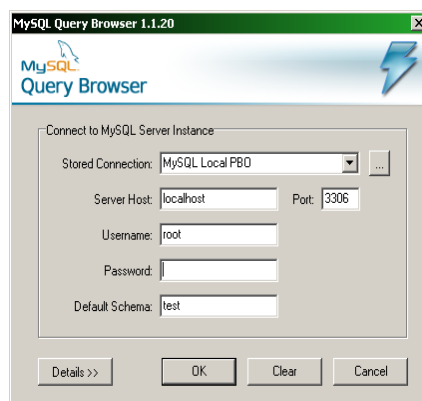 MySQL Query Browser 1.1.20
MySQL
Query Browser
Connect to MySQL Server Instance
Stored Connection: MySQL Local PBO ...
Server Host: localhost Port: 3306
Username: root
Password:
Default Schema: test
Details >> OK Clear Cancel